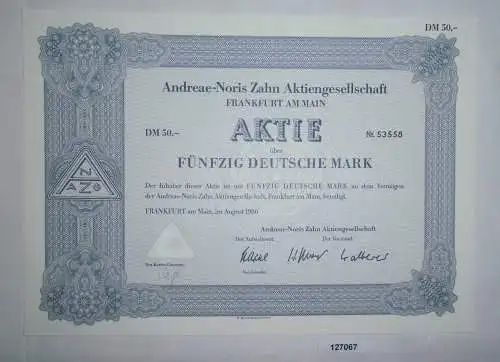 DM 50.–
Andreae-Noris Zahn Aktiengesellschaft
FRANKFURT AM MAIN
DM 50.–
AKTIE
Nr. 53558
über
FÜNFZIG DEUTSCHE MARK
Der Inhaber dieser Aktie ist mit FÜNFZIG DEUTSCHE MARK an dem Vermögen
der Andreae-Noris Zahn Aktiengesellschaft, Frankfurt am Main, beteiligt.
FRANKFURT am Main, im August 1986
Andreae-Noris Zahn Aktiengesellschaft
Der Aufsichtsrat: Der Vorstand:
N
AZG
127067